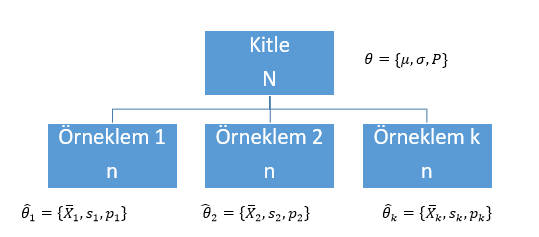 Kitle
N
θ = {μ, σ, P}
Örneklem 1
n
Örneklem 2
n
Örneklem k
n
θ̂₁ = {X̄₁, s₁, p₁}
θ̂₂ = {X̄₂, s₂, p₂}
θ̂ₖ = {X̄ₖ, sₖ, pₖ}